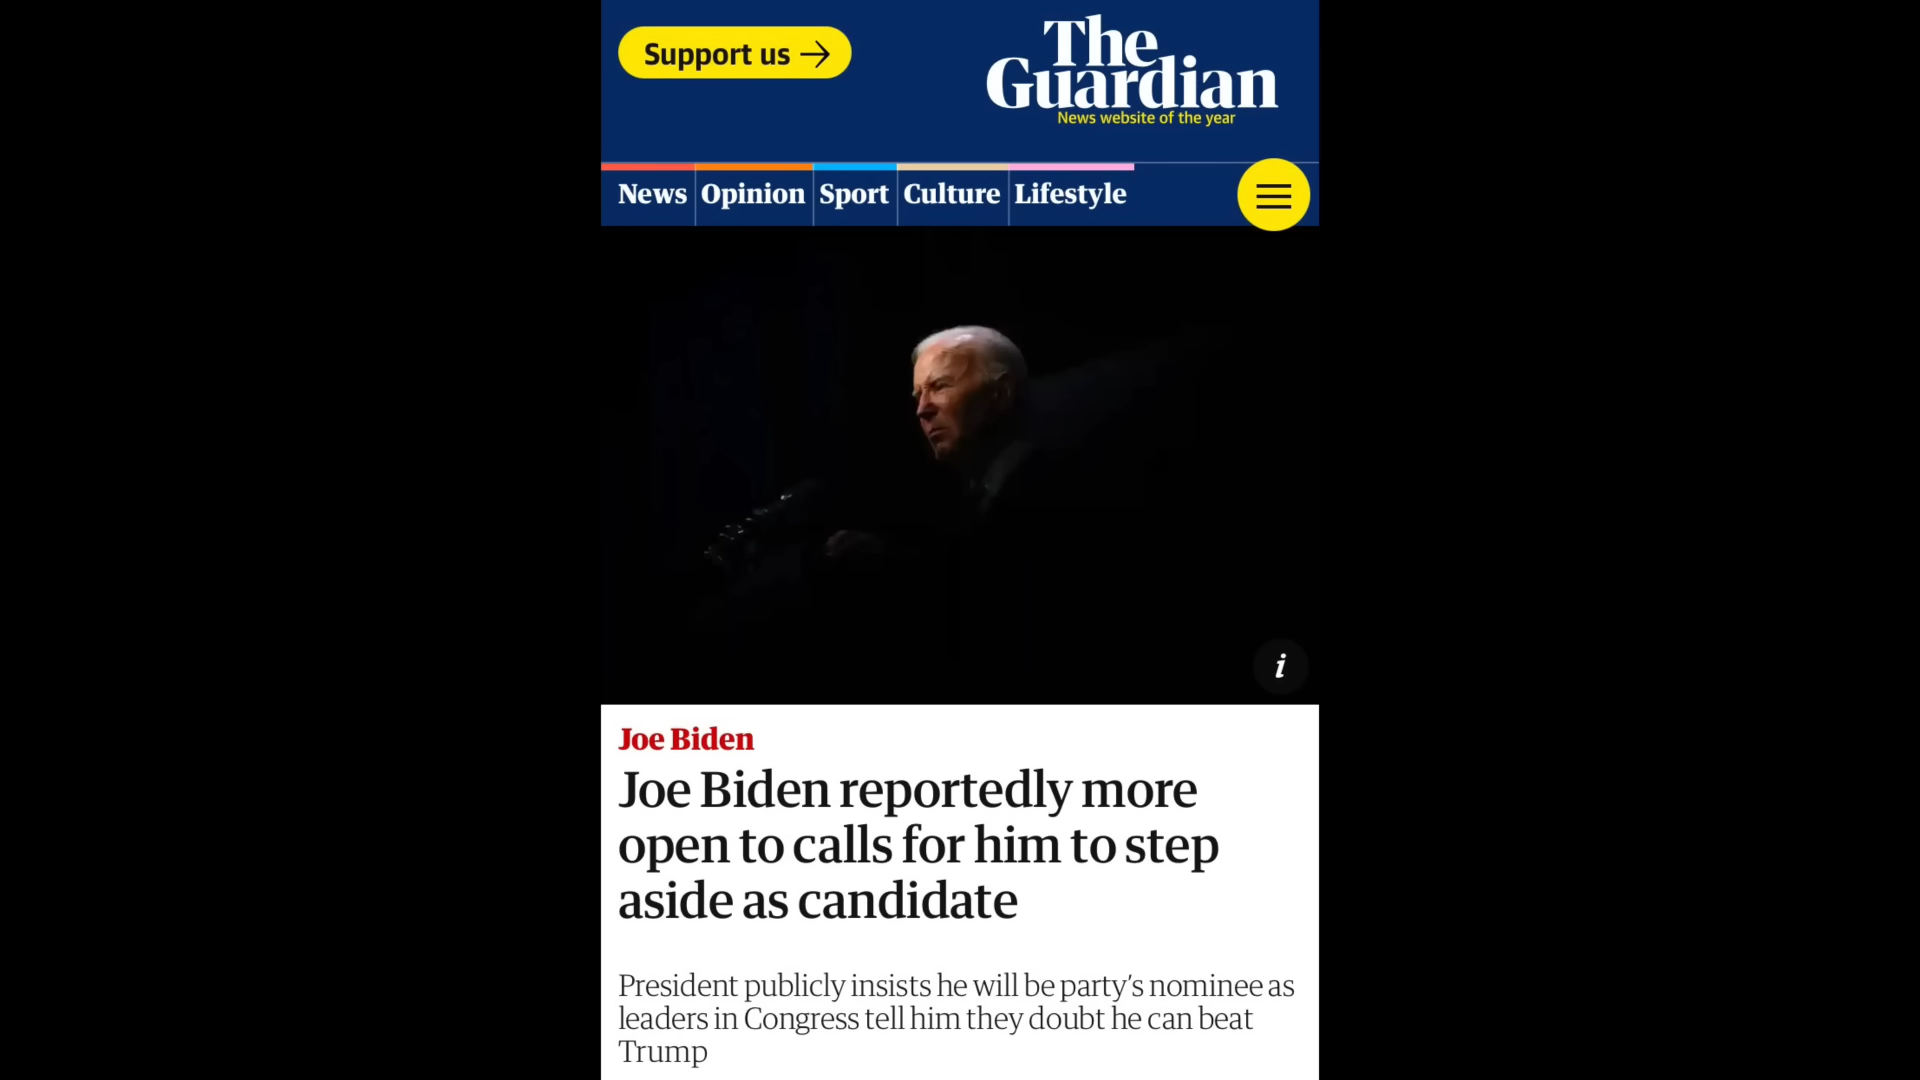 Support us →
The
Guardian
News website of the year
News Opinion Sport Culture Lifestyle
i
Joe Biden
Joe Biden reportedly more
open to calls for him to step
aside as candidate
President publicly insists he will be party’s nominee as
leaders in Congress tell him they doubt he can beat
Trump